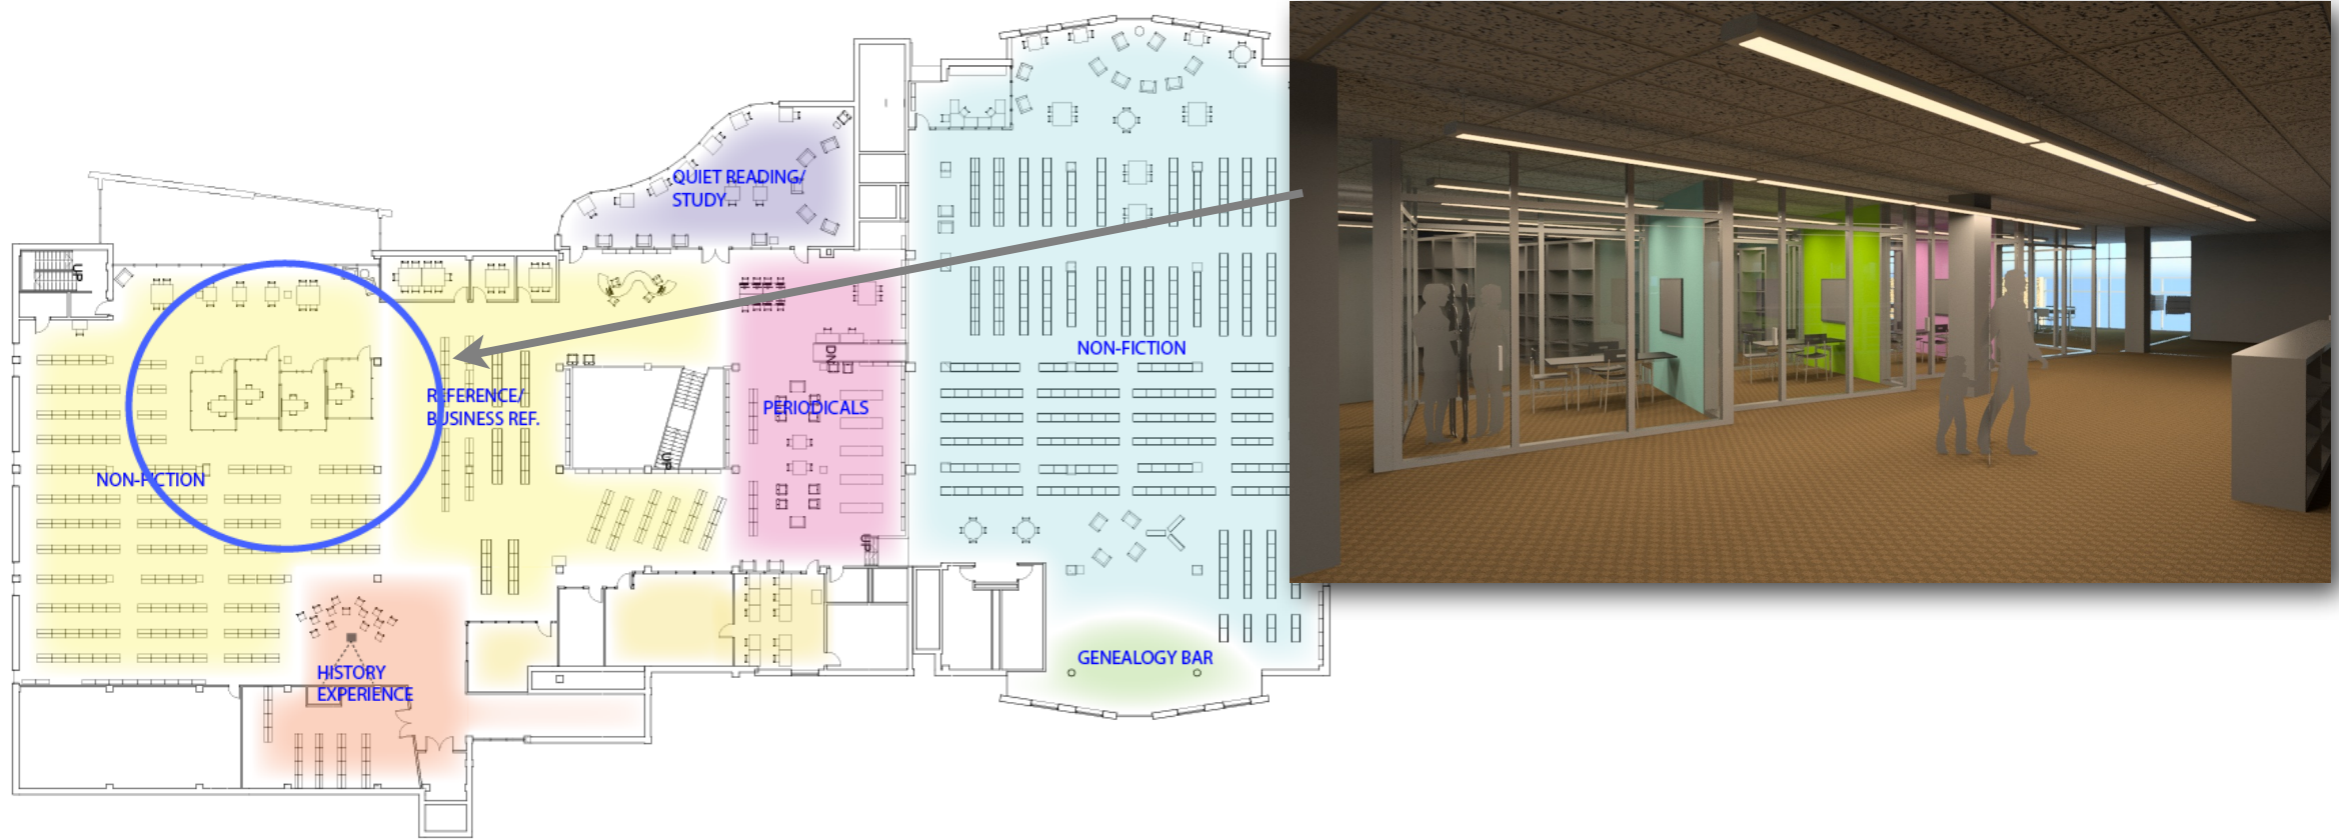 QUIET READING/
STUDY
UP
NON-FICTION
DN
REFERENCE/
BUSINESS REF.
PERIODICALS
UP
NON-FICTION
UP
GENEALOGY BAR
HISTORY
EXPERIENCE